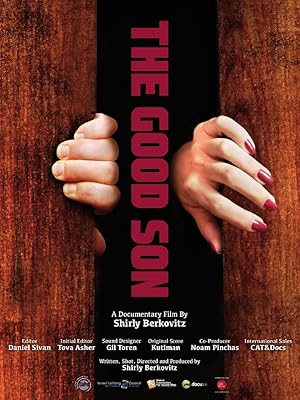 THE GOOD SON
A Documentary Film By
Shirly Berkovitz
Editor
Daniel Sivan
Initial Editor
Tova Asher
Sound Designer
Gil Toren
Original Score
Kutiman
Co-Producer
Noam Pinchas
International Sales
CAT&Docs
Written, Shot, Directed and Produced by
Shirly Berkovitz